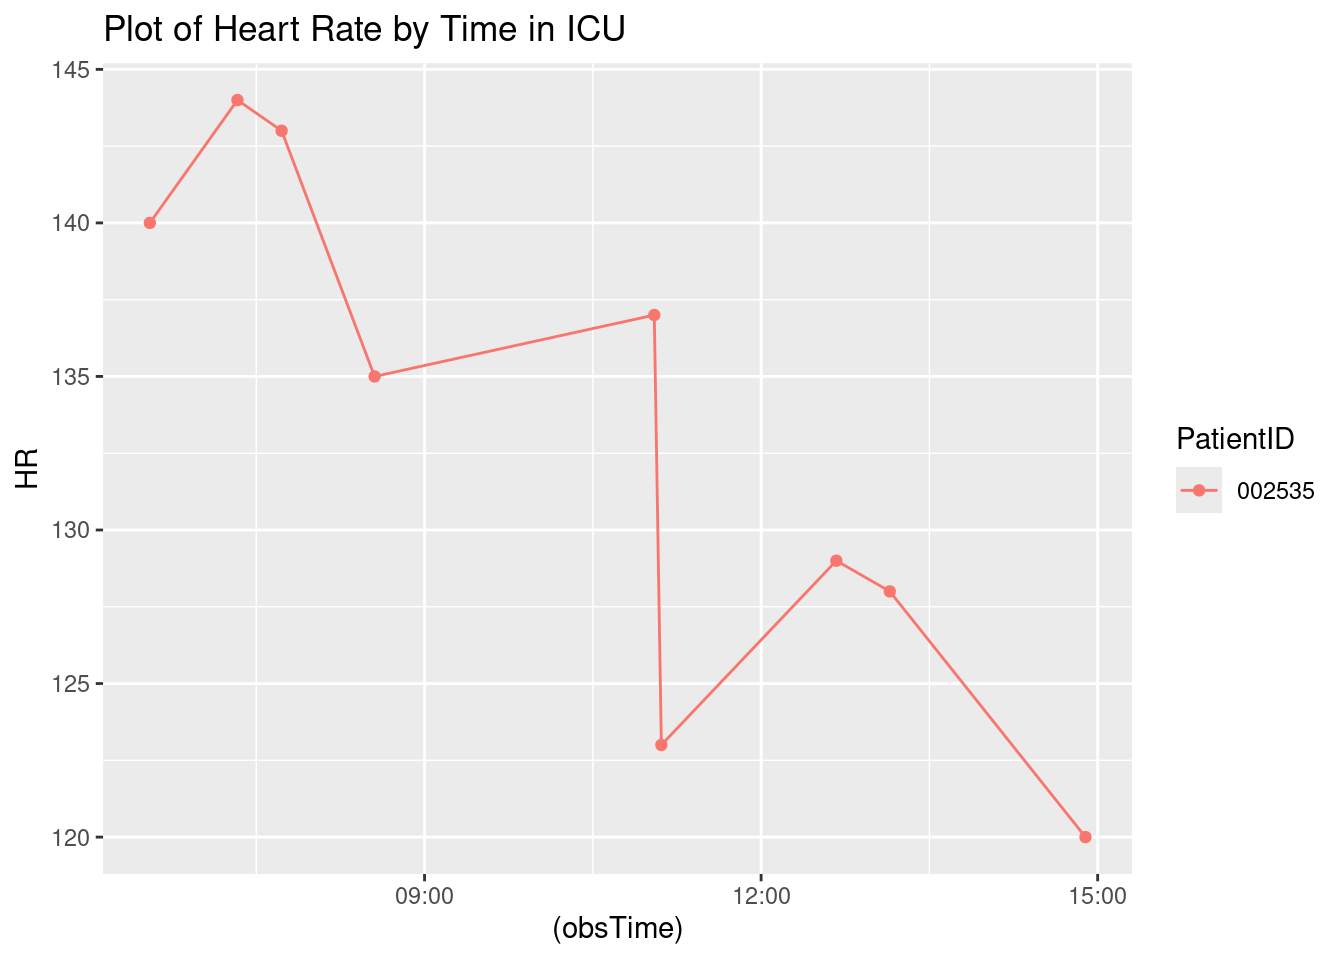 Plot of Heart Rate by Time in ICU
145
140
135
130
125
120
HR
09:00
12:00
15:00
(obsTime)
PatientID
002535